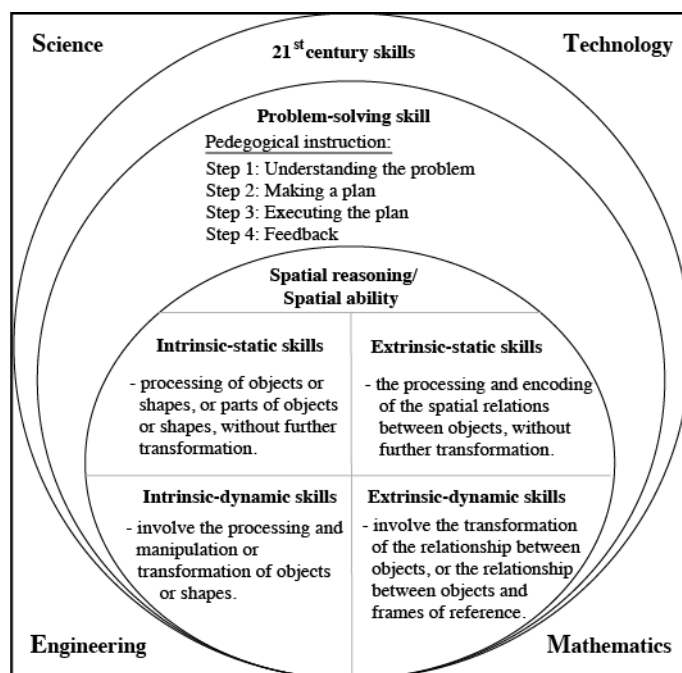 Science
Technology
21st century skills
Problem-solving skill
Pedegogical instruction:
Step 1: Understanding the problem
Step 2: Making a plan
Step 3: Executing the plan
Step 4: Feedback
Spatial reasoning/
Spatial ability
Intrinsic-static skills
- processing of objects or
shapes, or parts of objects
or shapes, without further
transformation.
Extrinsic-static skills
- the processing and encoding
of the spatial relations
between objects, without
further transformation.
Intrinsic-dynamic skills
- involve the processing and
manipulation or
transformation of objects
or shapes.
Extrinsic-dynamic skills
- involve the transformation
of the relationship between
objects, or the relationship
between objects and
frames of reference.
Engineering
Mathematics